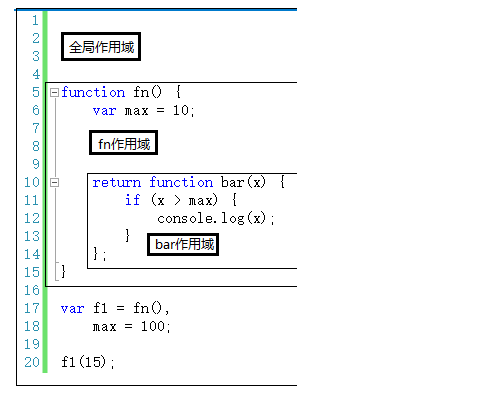 1
2
全局作用域
3
4
5 function fn() {
6 var max = 10;
7
fn作用域
8
9
10 return function bar(x) {
11 if (x > max) {
12 console.log(x);
13 }
bar作用域
14 };
15 }
16
17 var f1 = fn(),
18 max = 100;
19
20 f1(15);